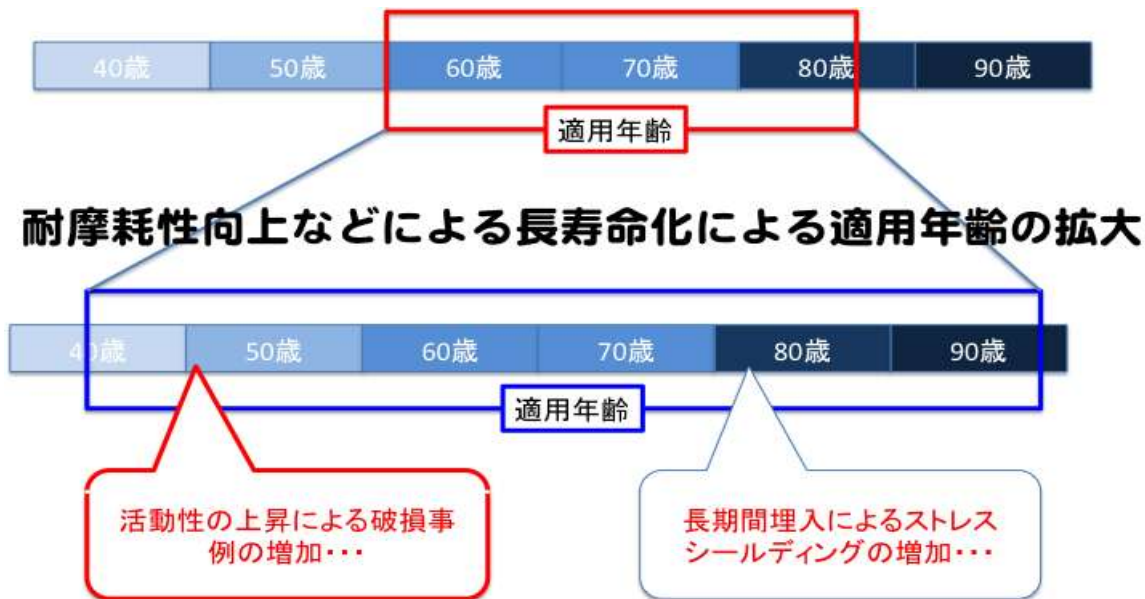 40歳 50歳 60歳 70歳 80歳 90歳
適用年齢
耐摩耗性向上などによる長寿命化による適用年齢の拡大
40歳 50歳 60歳 70歳 80歳 90歳
適用年齢
活動性の上昇による破損事
例の増加･･･
長期間埋入によるストレス
シールディングの増加･･･